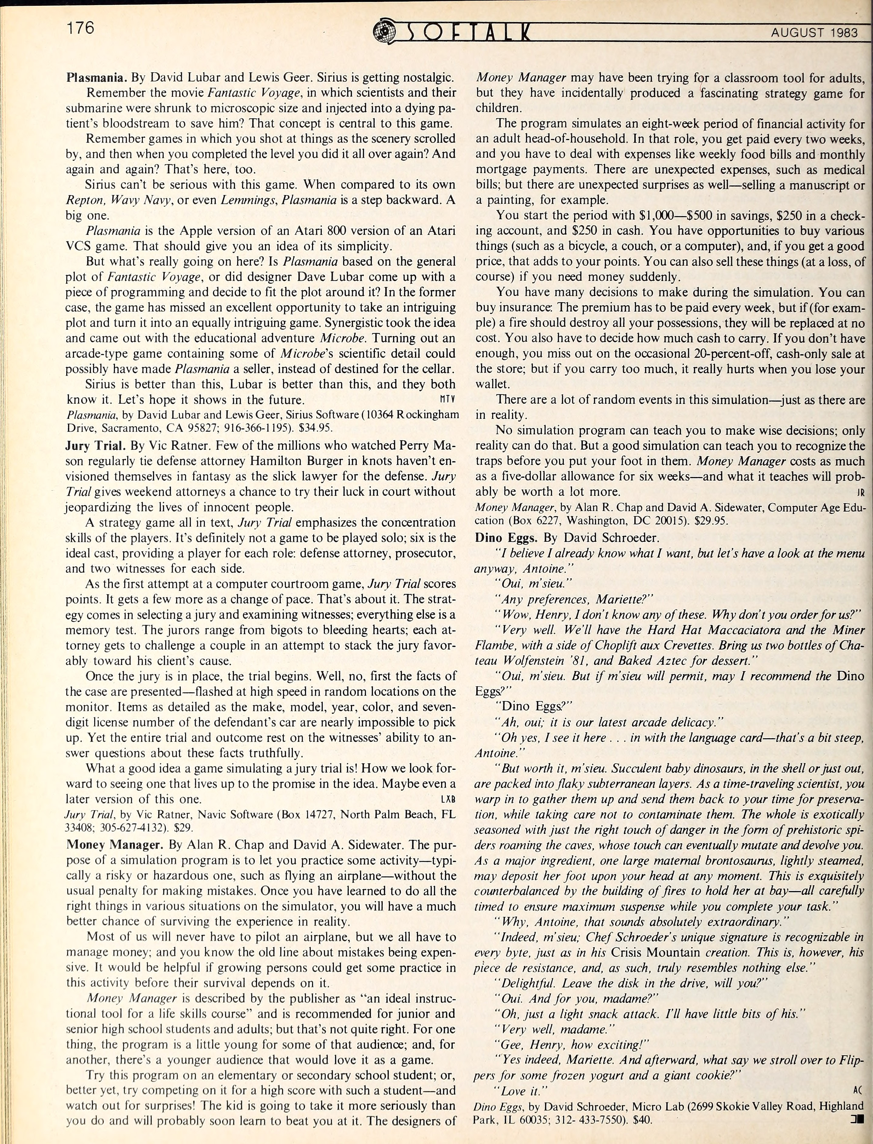 176
SOFTALK
AUGUST 1983
Plasmania. By David Lubar and Lewis Geer. Sirius is getting nostalgic.
Remember the movie Fantastic Voyage, in which scientists and their
submarine were shrunk to microscopic size and injected into a dying pa-
tient's bloodstream to save him? That concept is central to this game.
Remember games in which you shot at things as the scenery scrolled
by, and then when you completed the level you did it all over again? And
again and again? That's here, too.
Sirius can't be serious with this game. When compared to its own
Repton, Wavy Navy, or even Lemmings, Plasmania is a step backward. A
big one.
Plasmania is the Apple version of an Atari 800 version of an Atari
VCS game. That should give you an idea of its simplicity.
But what's really going on here? Is Plasmania based on the general
plot of Fantastic Voyage, or did designer Dave Lubar come up with a
piece of programming and decide to fit the plot around it? In the former
case, the game has missed an excellent opportunity to take an intriguing
plot and turn it into an equally intriguing game. Synergistic took the idea
and came out with the educational adventure Microbe. Turning out an
arcade-type game containing some of Microbe's scientific detail could
possibly have made Plasmania a seller, instead of destined for the cellar.
Sirius is better than this, Lubar is better than this, and they both
know it. Let's hope it shows in the future. MTV
Plasmania, by David Lubar and Lewis Geer, Sirius Software (10364 Rockingham
Drive, Sacramento, CA 95827; 916-366-1195). $34.95.
Jury Trial. By Vic Ratner. Few of the millions who watched Perry Ma-
son regularly tie defense attorney Hamilton Burger in knots haven't en-
visioned themselves in fantasy as the slick lawyer for the defense. Jury
Trial gives weekend attorneys a chance to try their luck in court without
jeopardizing the lives of innocent people.
A strategy game all in text, Jury Trial emphasizes the concentration
skills of the players. It's definitely not a game to be played solo; six is the
ideal cast, providing a player for each role: defense attorney, prosecutor,
and two witnesses for each side.
As the first attempt at a computer courtroom game, Jury Trial scores
points. It gets a few more as a change of pace. That's about it. The strat-
egy comes in selecting a jury and examining witnesses; everything else is a
memory test. The jurors range from bigots to bleeding hearts; each at-
torney gets to challenge a couple in an attempt to stack the jury favor-
ably toward his client's cause.
Once the jury is in place, the trial begins. Well, no, first the facts of
the case are presented—flashed at high speed in random locations on the
monitor. Items as detailed as the make, model, year, color, and seven-
digit license number of the defendant's car are nearly impossible to pick
up. Yet the entire trial and outcome rest on the witnesses' ability to an-
swer questions about these facts truthfully.
What a good idea a game simulating a jury trial is! How we look for-
ward to seeing one that lives up to the promise in the idea. Maybe even a
later version of this one. LXB
Jury Trial, by Vic Ratner, Navic Software (Box 14727, North Palm Beach, FL
33408; 305-627-4132). $29.
Money Manager. By Alan R. Chap and David A. Sidewater. The pur-
pose of a simulation program is to let you practice some activity—typi-
cally a risky or hazardous one, such as flying an airplane—without the
usual penalty for making mistakes. Once you have learned to do all the
right things in various situations on the simulator, you will have a much
better chance of surviving the experience in reality.
Most of us will never have to pilot an airplane, but we all have to
manage money; and you know the old line about mistakes being expen-
sive. It would be helpful if growing persons could get some practice in
this activity before their survival depends on it.
Money Manager is described by the publisher as "an ideal instruc-
tional tool for a life skills course" and is recommended for junior and
senior high school students and adults; but that's not quite right. For one
thing, the program is a little young for some of that audience; and, for
another, there's a younger audience that would love it as a game.
Try this program on an elementary or secondary school student; or,
better yet, try competing on it for a high score with such a student—and
watch out for surprises! The kid is going to take it more seriously than
you do and will probably soon learn to beat you at it. The designers of
Money Manager may have been trying for a classroom tool for adults,
but they have incidentally produced a fascinating strategy game for
children.
The program simulates an eight-week period of financial activity for
an adult head-of-household. In that role, you get paid every two weeks,
and you have to deal with expenses like weekly food bills and monthly
mortgage payments. There are unexpected expenses, such as medical
bills; but there are unexpected surprises as well—selling a manuscript or
a painting, for example.
You start the period with $1,000—$500 in savings, $250 in a check-
ing account, and $250 in cash. You have opportunities to buy various
things (such as a bicycle, a couch, or a computer), and, if you get a good
price, that adds to your points. You can also sell these things (at a loss, of
course) if you need money suddenly.
You have many decisions to make during the simulation. You can
buy insurance: The premium has to be paid every week, but if (for exam-
ple) a fire should destroy all your possessions, they will be replaced at no
cost. You also have to decide how much cash to carry. If you don't have
enough, you miss out on the occasional 20-percent-off, cash-only sale at
the store; but if you carry too much, it really hurts when you lose your
wallet.
There are a lot of random events in this simulation—just as there are
in reality.
No simulation program can teach you to make wise decisions; only
reality can do that. But a good simulation can teach you to recognize the
traps before you put your foot in them. Money Manager costs as much
as a five-dollar allowance for six weeks—and what it teaches will prob-
ably be worth a lot more. JR
Money Manager, by Alan R. Chap and David A. Sidewater, Computer Age Edu-
cation (Box 6227, Washington, DC 20015). $29.95.
Dino Eggs. By David Schroeder.
"I believe I already know what I want, but let's have a look at the menu
anyway, Antoine."
"Oui, m'sieu."
"Any preferences, Mariette?"
"Wow, Henry, I don't know any of these. Why don't you order for us?"
"Very well. We'll have the Hard Hat Maccaciatora and the Miner
Flambe, with a side of Choplift aux Crevettes. Bring us two bottles of Cha-
teau Wolfenstein '81, and Baked Aztec for dessert."
"Oui, m'sieu. But if m'sieu will permit, may I recommend the Dino
Eggs?"
"Dino Eggs?"
"Ah, oui; it is our latest arcade delicacy."
"Oh yes, I see it here . . . in with the language card—that's a bit steep,
Antoine."
"But worth it, m'sieu. Succulent baby dinosaurs, in the shell or just out,
are packed into flaky subterranean layers. As a time-traveling scientist, you
warp in to gather them up and send them back to your time for preserva-
tion, while taking care not to contaminate them. The whole is exotically
seasoned with just the right touch of danger in the form of prehistoric spi-
ders roaming the caves, whose touch can eventually mutate and devolve you.
As a major ingredient, one large maternal brontosaurus, lightly steamed,
may deposit her foot upon your head at any moment. This is exquisitely
counterbalanced by the building of fires to hold her at bay—all carefully
timed to ensure maximum suspense while you complete your task."
"Why, Antoine, that sounds absolutely extraordinary."
"Indeed, m'sieu; Chef Schroeder's unique signature is recognizable in
every byte, just as in his Crisis Mountain creation. This is, however, his
piece de resistance, and, as such, truly resembles nothing else."
"Delightful. Leave the disk in the drive, will you?"
"Oui. And for you, madame?"
"Oh, just a light snack attack. I'll have little bits of his."
"Very well, madame."
"Gee, Henry, how exciting!"
"Yes indeed, Mariette. And afterward, what say we stroll over to Flip-
pers for some frozen yogurt and a giant cookie?"
"Love it." AC
Dino Eggs, by David Schroeder, Micro Lab (2699 Skokie Valley Road, Highland
Park, IL 60035; 312- 433-7550). $40.